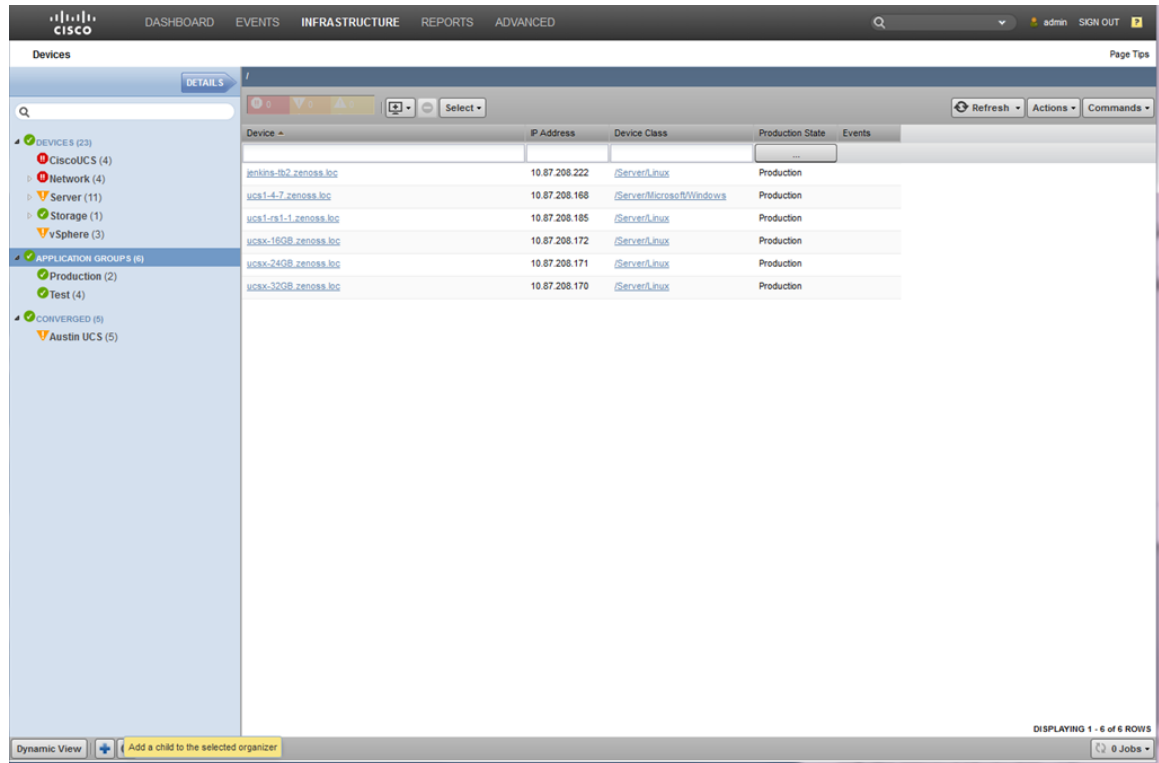 CISCO DASHBOARD EVENTS INFRASTRUCTURE REPORTS ADVANCED admin SIGN OUT ?
Devices Page Tips
DETAILS /
0 0 Select Refresh Actions Commands
Device IP Address Device Class Production State Events
...
DEVICES (23)
CiscoUCS (4)
Network (4)
Server (11)
Storage (1)
vSphere (3)
APPLICATION GROUPS (6)
Production (2)
Test (4)
CONVERGED (5)
Austin UCS (5)
jenkins-tb2.zenoss.loc 10.87.208.222 /Server/Linux Production
ucs1-4-7.zenoss.loc 10.87.208.168 /Server/Microsoft/Windows Production
ucs1-rs1-1.zenoss.loc 10.87.208.185 /Server/Linux Production
ucsx-16GB.zenoss.loc 10.87.208.172 /Server/Linux Production
ucsx-24GB.zenoss.loc 10.87.208.171 /Server/Linux Production
ucsx-32GB.zenoss.loc 10.87.208.170 /Server/Linux Production
DISPLAYING 1 - 6 of 6 ROWS
Dynamic View Add a child to the selected organizer 0 Jobs